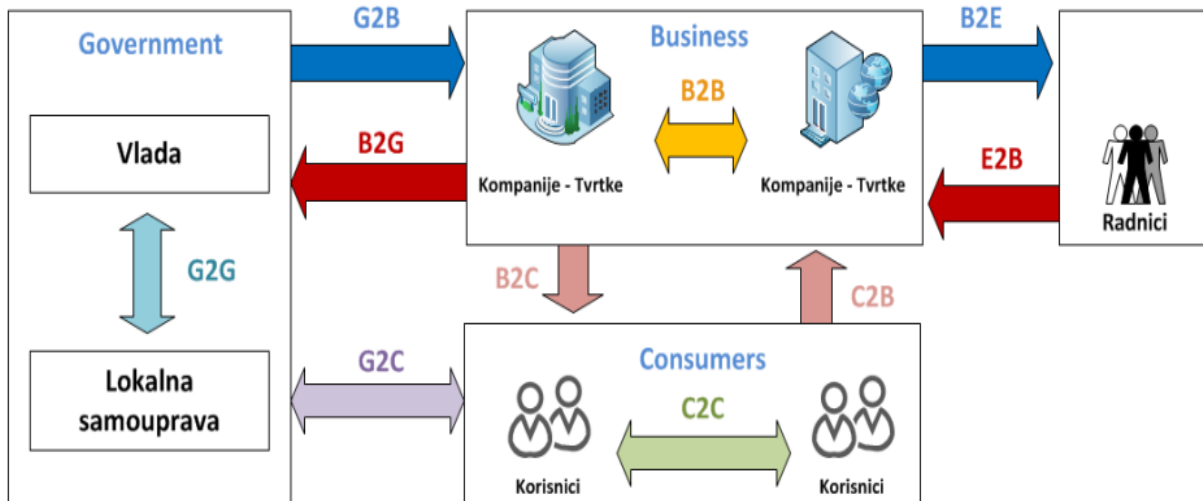 G2B
B2E
Government
Business
B2B
Vlada
B2G
E2B
Kompanije - Tvrtke
Kompanije - Tvrtke
Radnici
G2G
B2C
C2B
G2C
Consumers
Lokalna
samouprava
C2C
Korisnici
Korisnici